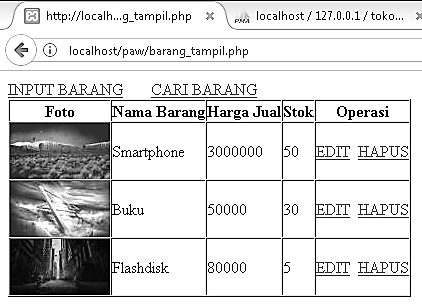 http://localh...g_tampil.php
localhost / 127.0.0.1 / toko...
localhost/paw/barang_tampil.php
INPUT BARANG CARI BARANG
Foto Nama Barang Harga Jual Stok Operasi
Smartphone 3000000 50 EDIT HAPUS
Buku 50000 30 EDIT HAPUS
Flashdisk 80000 5 EDIT HAPUS